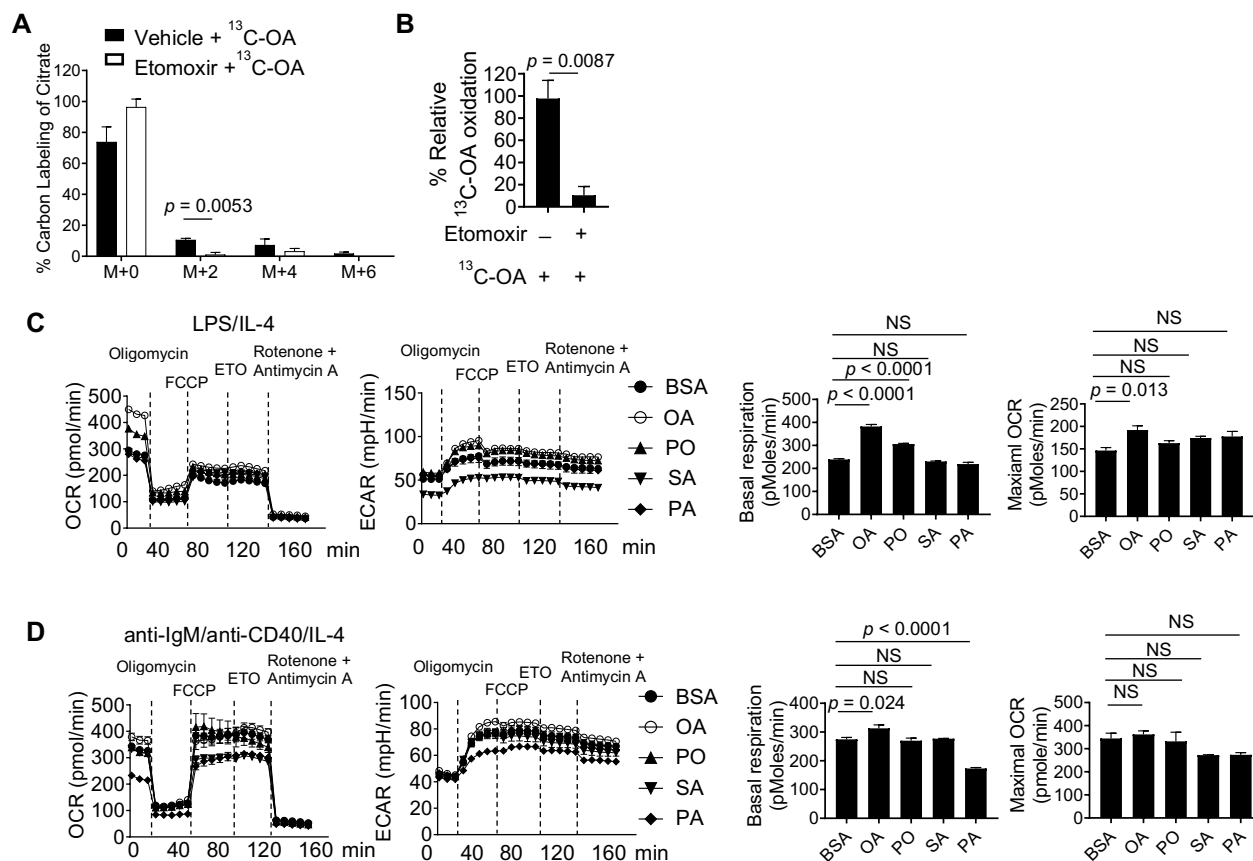 A
Vehicle + 13C-OA
Etomoxir + 13C-OA
% Carbon Labeling of Citrate
120
100
80
60
40
20
0
p = 0.0053
M+0 M+2 M+4 M+6
B
p = 0.0087
% Relative
13C-OA oxidation
120
100
80
60
40
20
0
Etomoxir – +
13C-OA + +
C
LPS/IL-4
Oligomycin
FCCP
ETO
Rotenone +
Antimycin A
OCR (pmol/min)
500
400
300
200
100
0
0 40 80 120 160 min
Oligomycin
FCCP
ETO
Rotenone +
Antimycin A
ECAR (mpH/min)
150
100
50
0
0 40 80 120 160 min
BSA
OA
PO
SA
PA
NS
NS
p < 0.0001
p < 0.0001
Basal respiration
(pMoles/min)
500
400
300
200
100
0
BSA OA PO SA PA
NS
NS
NS
p = 0.013
Maxiaml OCR
(pMoles/min)
250
200
150
100
50
0
BSA OA PO SA PA
D
anti-IgM/anti-CD40/IL-4
Oligomycin
FCCP
ETO
Rotenone +
Antimycin A
OCR (pmol/min)
500
400
300
200
100
0
0 40 80 120 160 min
Oligomycin
FCCP
ETO
Rotenone +
Antimycin A
ECAR (mpH/min)
100
80
60
40
20
0
0 40 80 120 160 min
BSA
OA
PO
SA
PA
p < 0.0001
NS
NS
p = 0.024
Basal respiration
(pMoles/min)
400
300
200
100
0
BSA OA PO SA PA
NS
NS
NS
NS
Maximal OCR
(pmole/min)
500
400
300
200
100
0
BSA OA PO SA PA